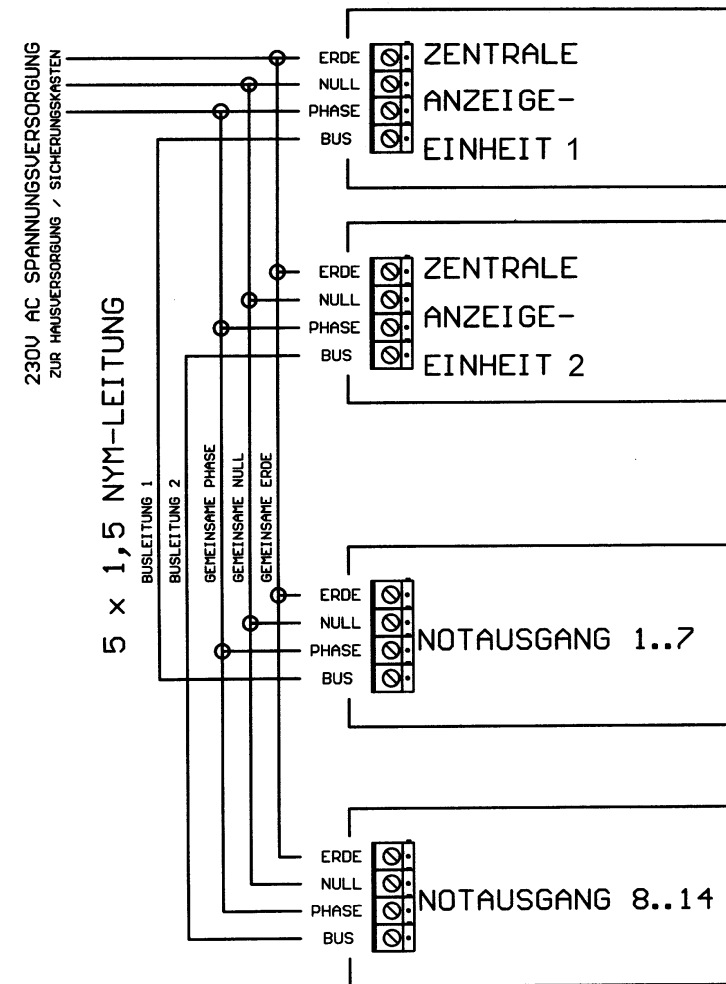 230V AC SPANNUNGSVERSORGUNG
ZUR HAUSVERSORGUNG / SICHERUNGSKASTEN
5 x 1,5 NYM-LEITUNG
BUSLEITUNG 1
BUSLEITUNG 2
GEMEINSAME PHASE
GEMEINSAME NULL
GEMEINSAME ERDE
ERDE
NULL
PHASE
BUS
ZENTRALE
ANZEIGE-
EINHEIT 1
ERDE
NULL
PHASE
BUS
ZENTRALE
ANZEIGE-
EINHEIT 2
ERDE
NULL
PHASE
BUS
NOTAUSGANG 1..7
ERDE
NULL
PHASE
BUS
NOTAUSGANG 8..14